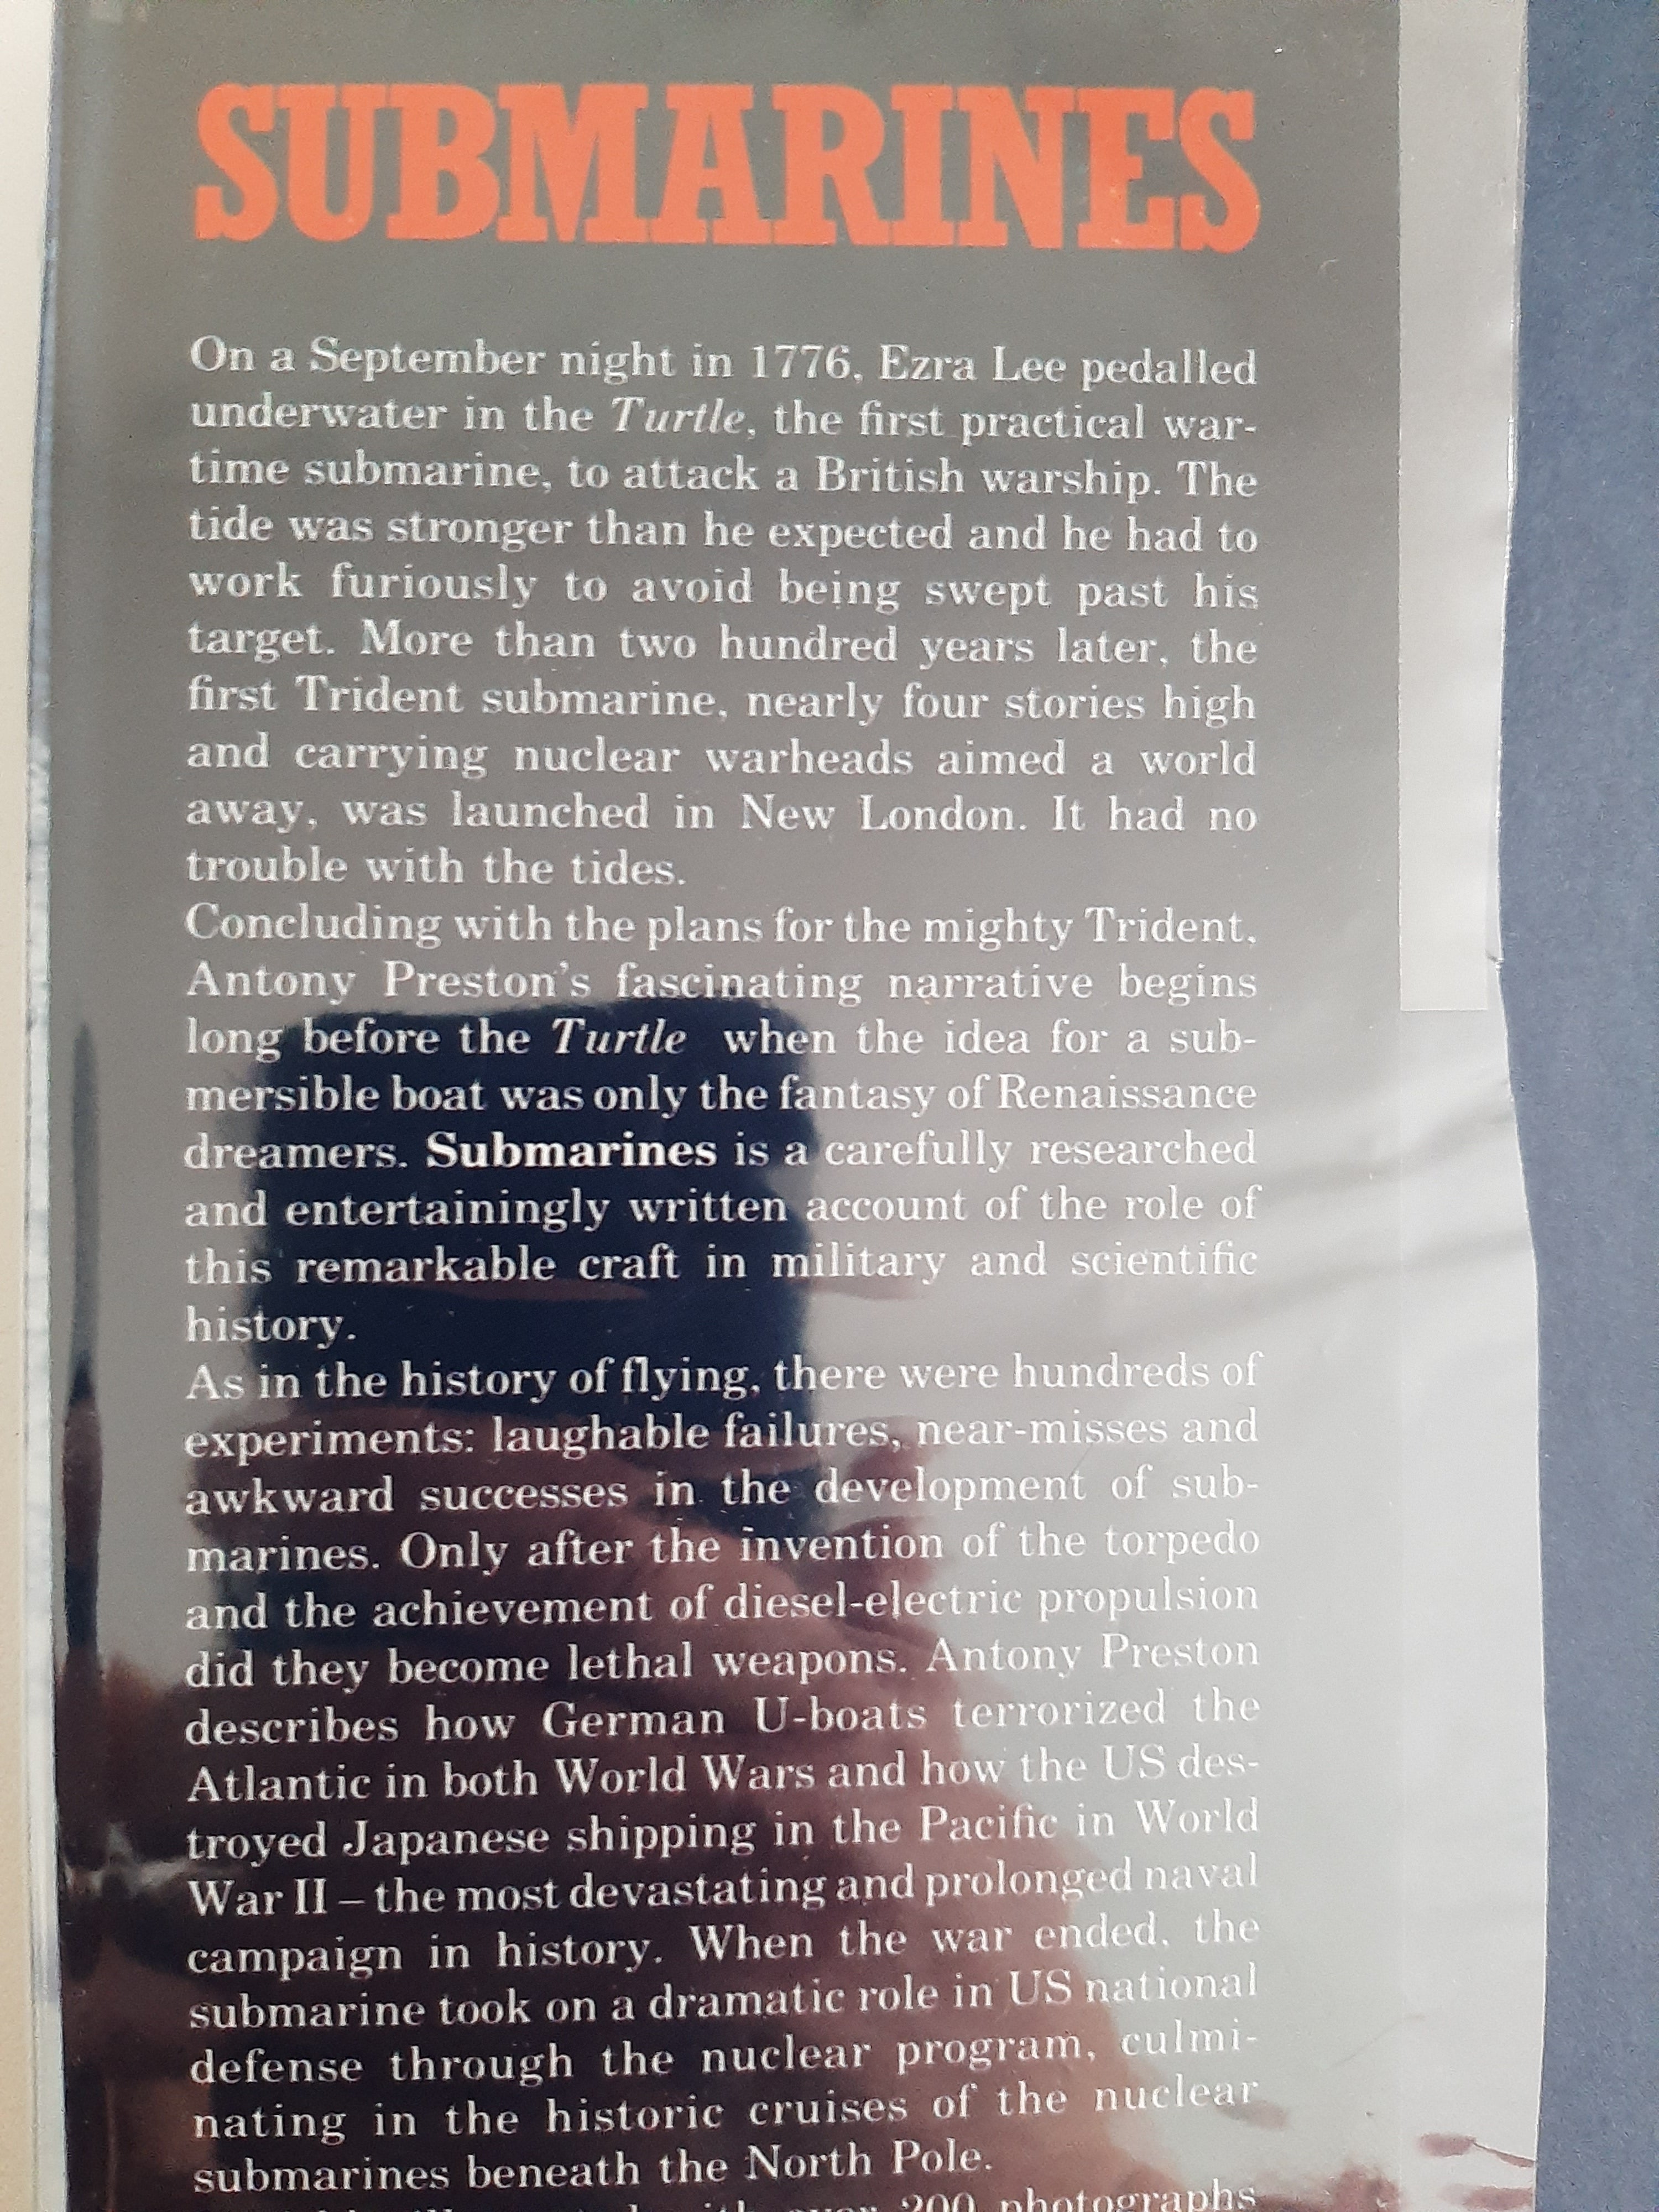 SUBMARINES
On a September night in 1776, Ezra Lee pedalled
underwater in the Turtle, the first practical war-
time submarine, to attack a British warship. The
tide was stronger than he expected and he had to
work furiously to avoid being swept past his
target. More than two hundred years later, the
first Trident submarine, nearly four stories high
and carrying nuclear warheads aimed a world
away, was launched in New London. It had no
trouble with the tides.
Concluding with the plans for the mighty Trident,
Antony Preston's fascinating narrative begins
long before the Turtle when the idea for a sub-
mersible boat was only the fantasy of Renaissance
dreamers. Submarines is a carefully researched
and entertainingly written account of the role of
this remarkable craft in military and scientific
history.
As in the history of flying, there were hundreds of
experiments: laughable failures, near-misses and
awkward successes in the development of sub-
marines. Only after the invention of the torpedo
and the achievement of diesel-electric propulsion
did they become lethal weapons. Antony Preston
describes how German U-boats terrorized the
Atlantic in both World Wars and how the US des-
troyed Japanese shipping in the Pacific in World
War II – the most devastating and prolonged naval
campaign in history. When the war ended, the
submarine took on a dramatic role in US national
defense through the nuclear program, culmi-
nating in the historic cruises of the nuclear
submarines beneath the North Pole.
with over 200 photographs